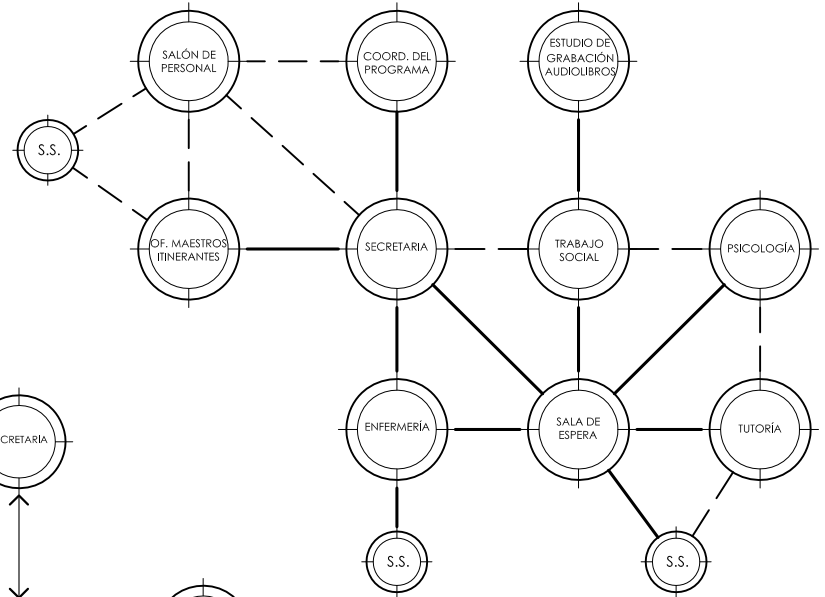 SALÓN DE
PERSONAL
COORD. DEL
PROGRAMA
ESTUDIO DE
GRABACIÓN
AUDIOLIBROS
S.S.
OF. MAESTROS
ITINERANTES
SECRETARIA
TRABAJO
SOCIAL
PSICOLOGÍA
CRETARÍA
ENFERMERÍA
SALA DE
ESPERA
TUTORÍA
S.S.
S.S.